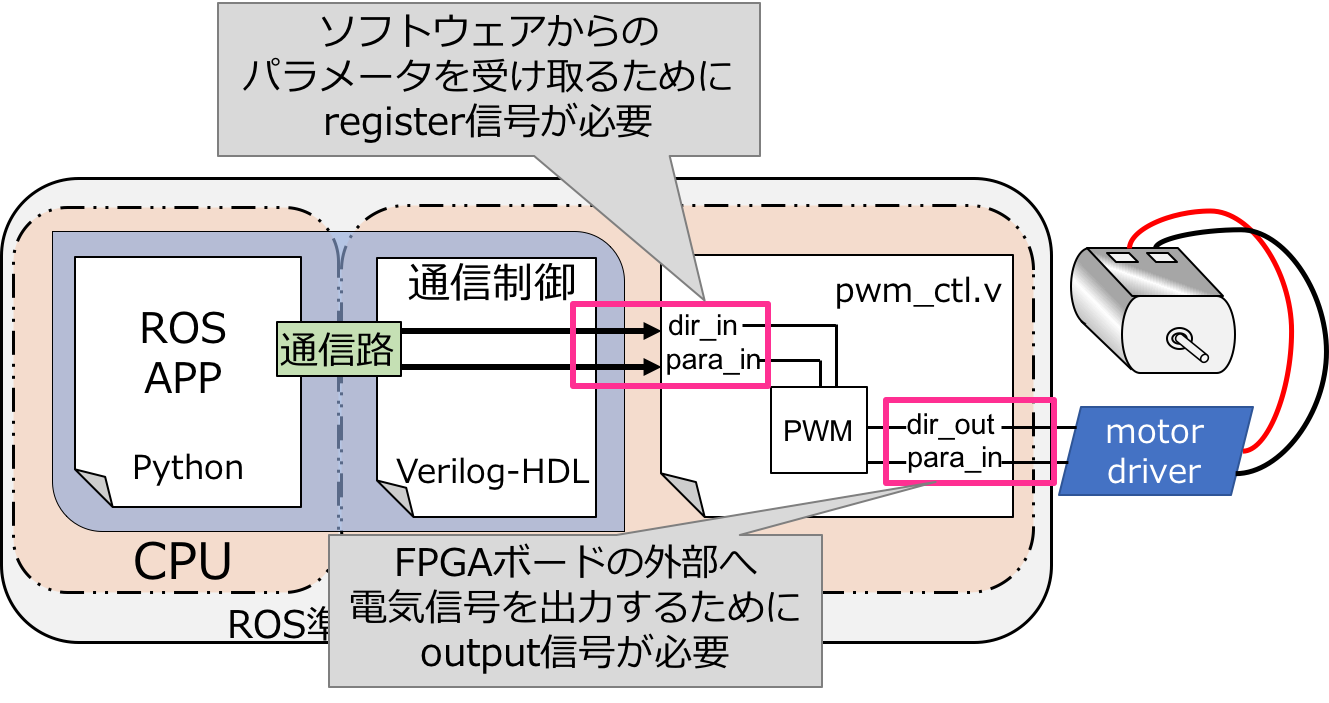 ソフトウェアからの
パラメータを受け取るために
register信号が必要
ROS
APP
Python
通信路
通信制御
Verilog-HDL
pwm_ctl.v
dir_in
para_in
PWM
dir_out
para_in
motor
driver
CPU
ROS準
FPGAボードの外部へ
電気信号を出力するために
output信号が必要